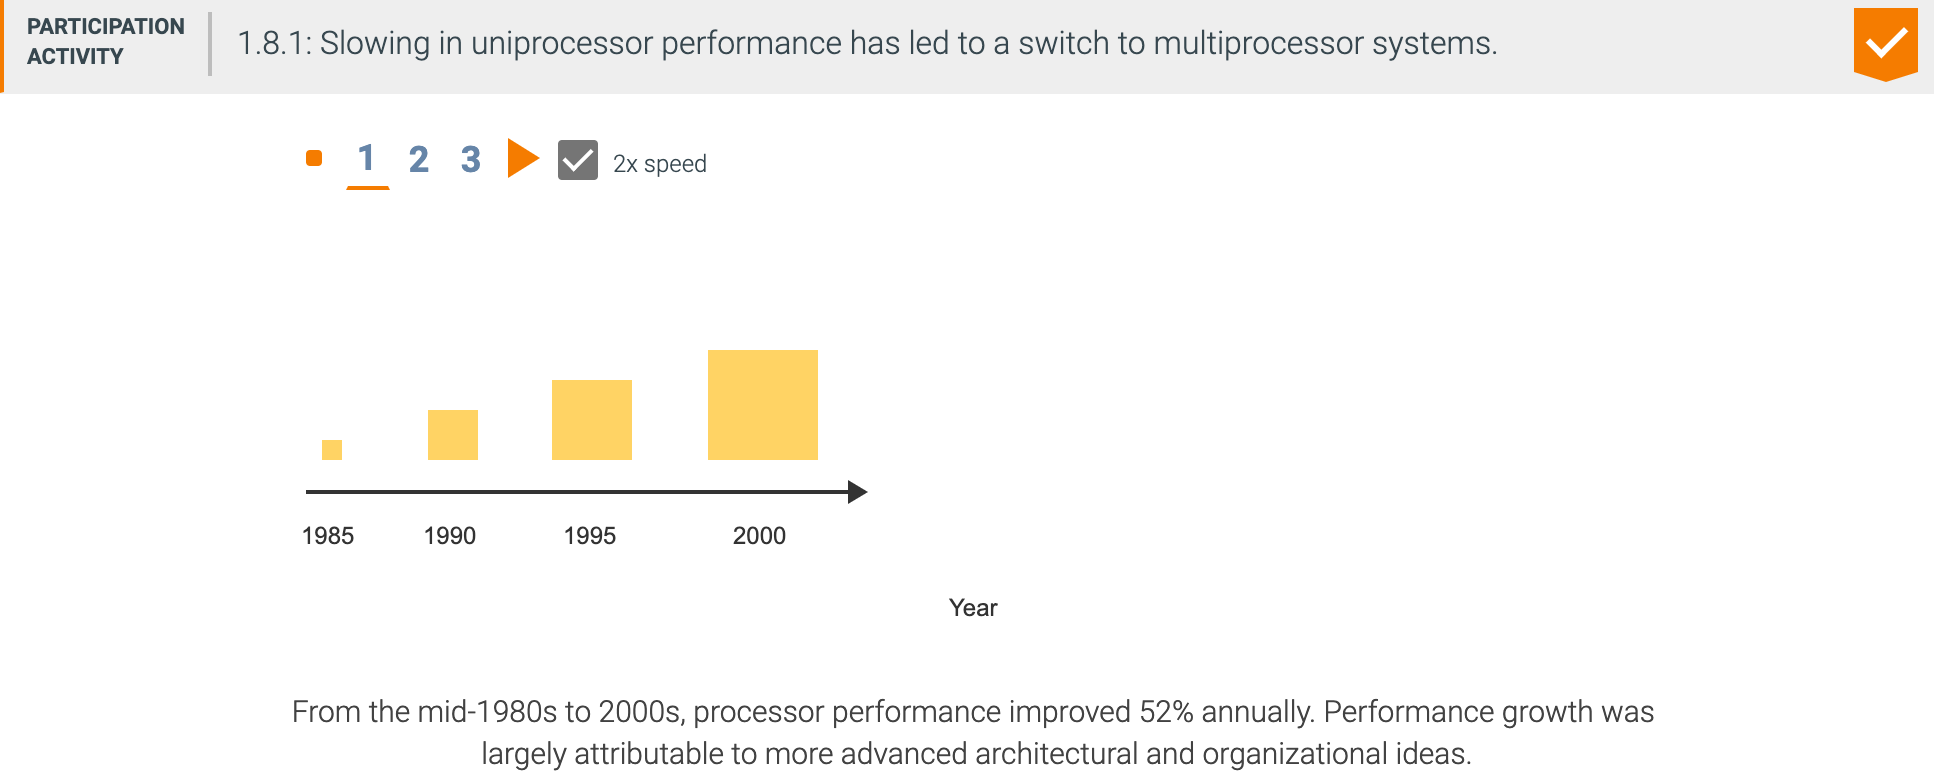 PARTICIPATION
ACTIVITY
1.8.1: Slowing in uniprocessor performance has led to a switch to multiprocessor systems.
1 2 3 2x speed
1985 1990 1995 2000
Year
From the mid-1980s to 2000s, processor performance improved 52% annually. Performance growth was
largely attributable to more advanced architectural and organizational ideas.